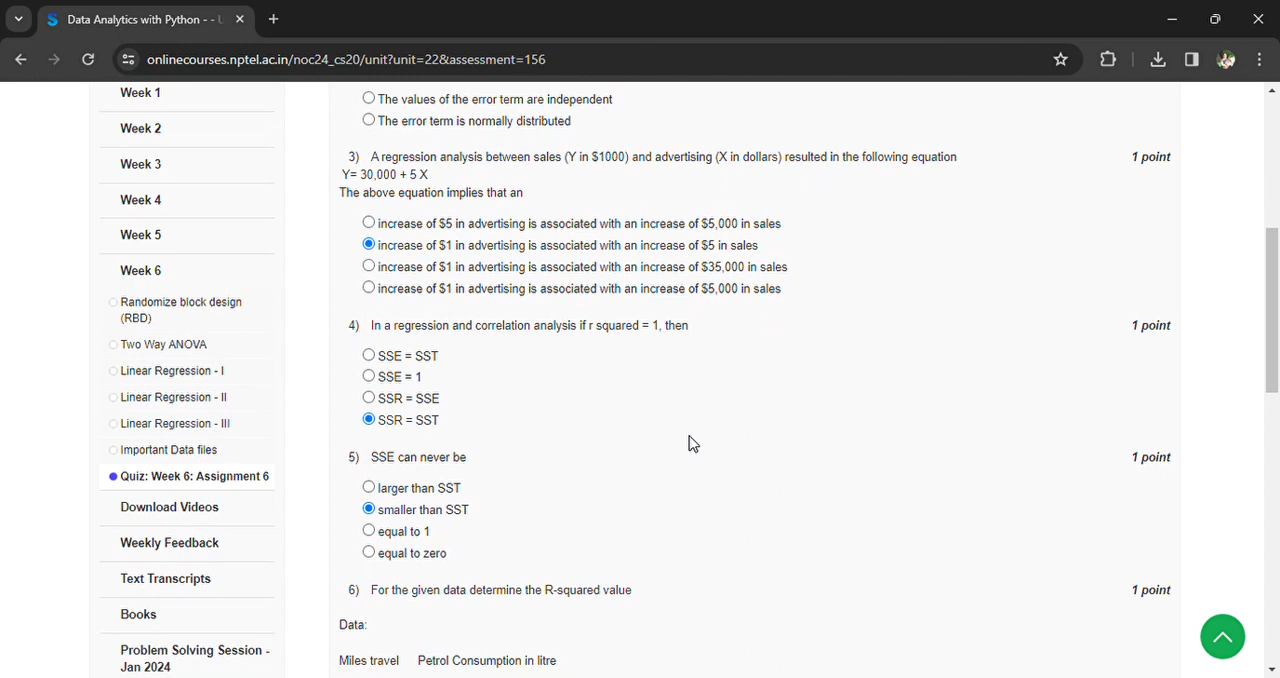 Data Analytics with Python - - U
onlinecourses.nptel.ac.in/noc24_cs20/unit?unit=22&assessment=156
Week 1
Week 2
Week 3
Week 4
Week 5
Week 6
Randomize block design
(RBD)
Two Way ANOVA
Linear Regression - I
Linear Regression - II
Linear Regression - III
Important Data files
Quiz: Week 6: Assignment 6
Download Videos
Weekly Feedback
Text Transcripts
Books
Problem Solving Session -
Jan 2024
The values of the error term are independent
The error term is normally distributed
3) A regression analysis between sales (Y in $1000) and advertising (X in dollars) resulted in the following equation 1 point
Y= 30,000 + 5 X
The above equation implies that an
increase of $5 in advertising is associated with an increase of $5,000 in sales
increase of $1 in advertising is associated with an increase of $5 in sales
increase of $1 in advertising is associated with an increase of $35,000 in sales
increase of $1 in advertising is associated with an increase of $5,000 in sales
4) In a regression and correlation analysis if r squared = 1, then 1 point
SSE = SST
SSE = 1
SSR = SSE
SSR = SST
5) SSE can never be 1 point
larger than SST
smaller than SST
equal to 1
equal to zero
6) For the given data determine the R-squared value 1 point
Data:
Miles travel Petrol Consumption in litre